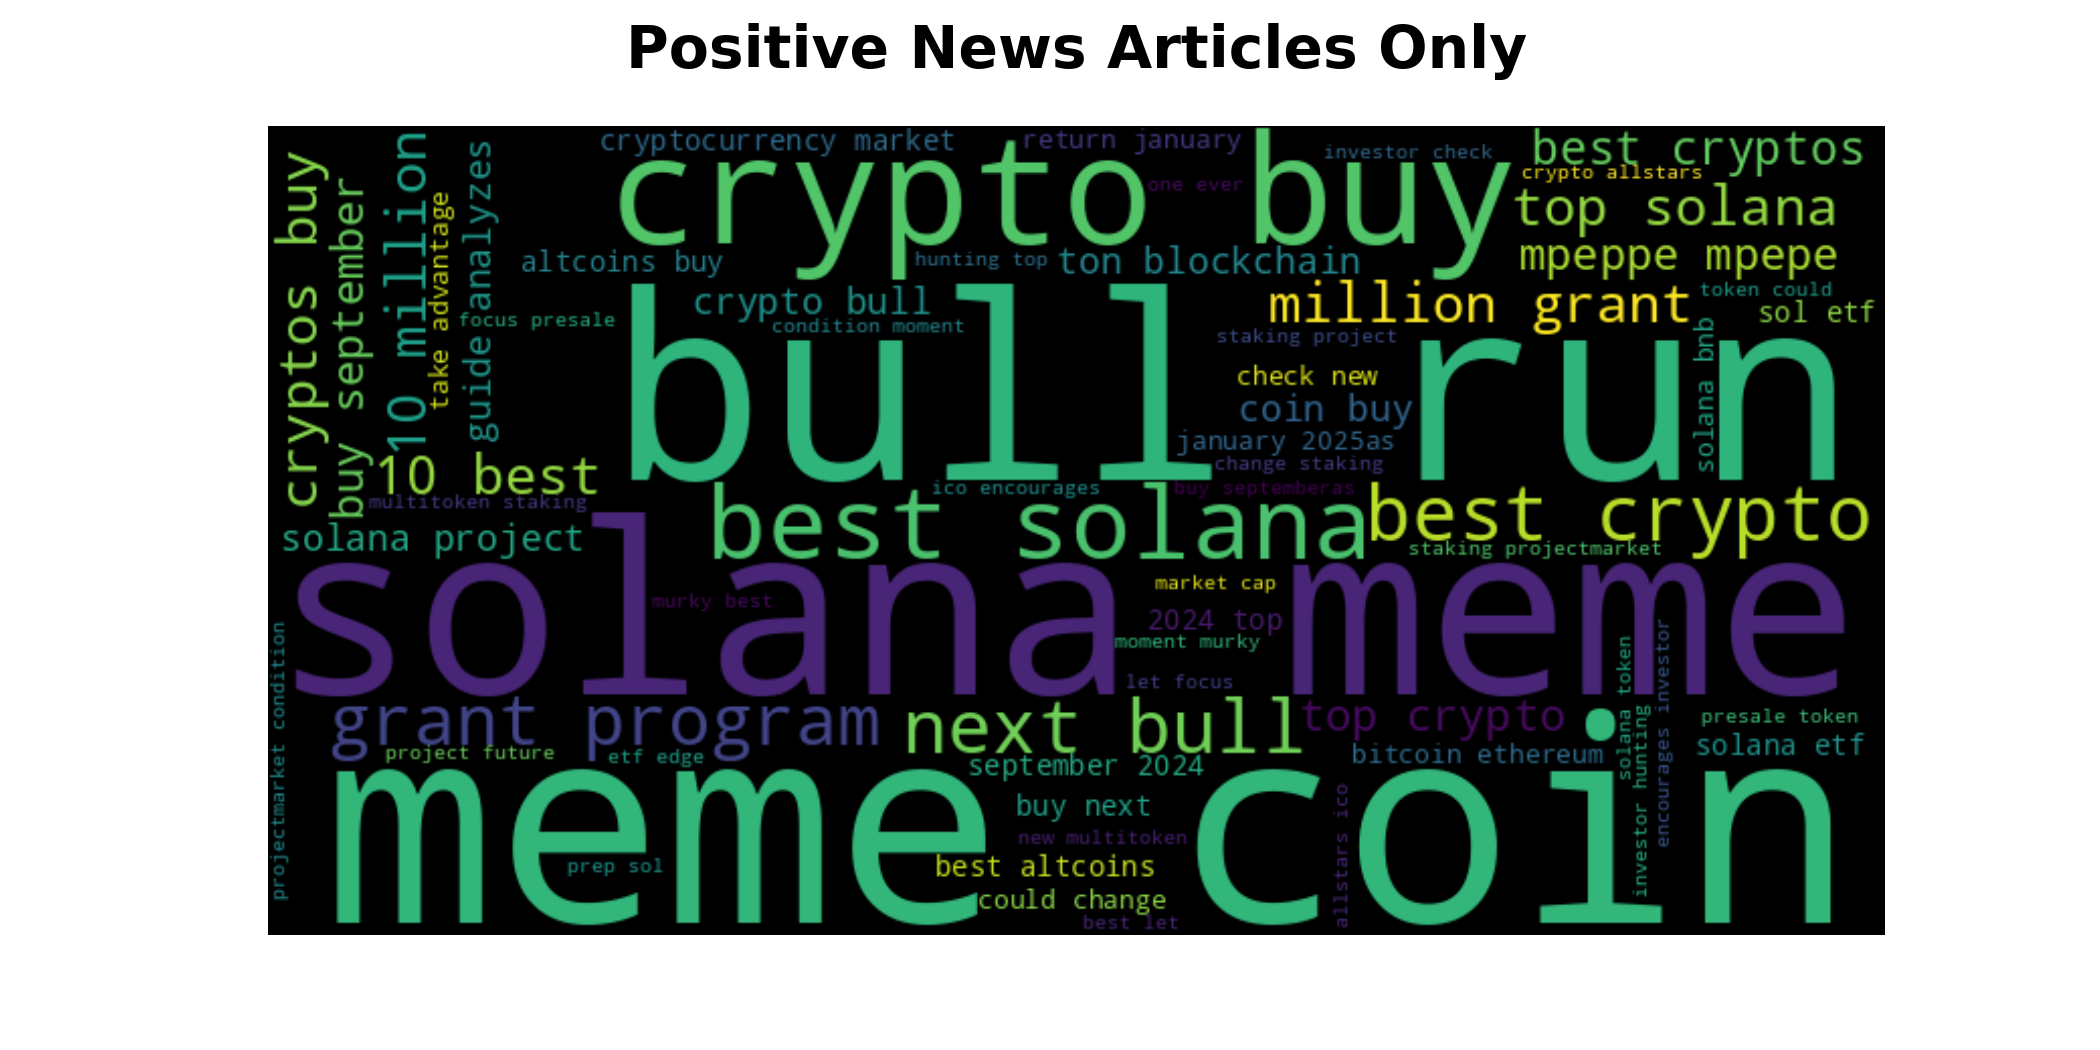 Positive News Articles Only
cryptocurrency market
return january
investor check
best cryptos
crypto buy
one ever
crypto allstars
top solana
cryptos buy
buy september
10 million
take advantage
guide analyzes
altcoins buy
hunting top
ton blockchain
mpeppe mpepe
crypto bull
million grant
token could
sol etf
focus presale
condition moment
staking project
bull run
check new
coin buy
solana bnb
january 2025as
change staking
10 best
multitoken staking
ico encourages
buy septemberas
best solana
best crypto
solana project
staking projectmarket
solana meme
market cap
murky best
2024 top
moment murky
let focus
projectmarket condition
grant program
next bull
top crypto
solana token
encourages investor
presale token
project future
etf edge
bitcoin ethereum
solana etf
september 2024
investor hunting
meme coin
buy next
new multitoken
allstars ico
prep sol
best altcoins
could change
best let